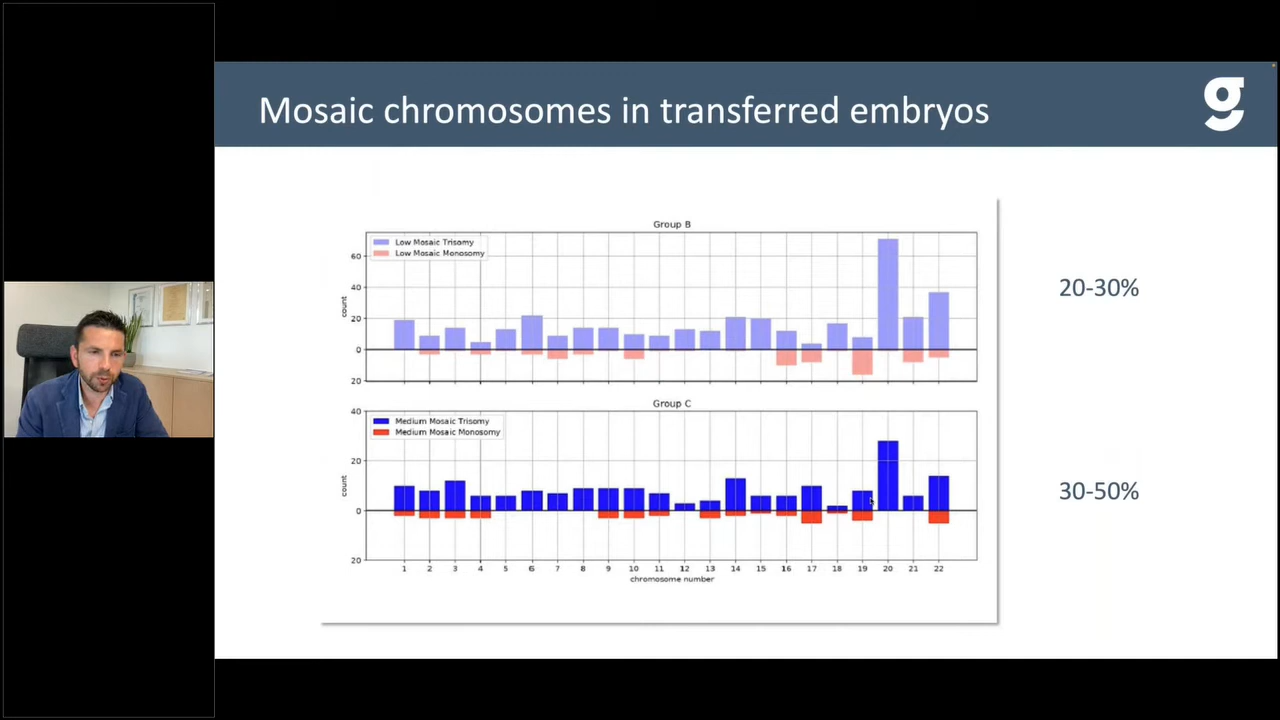 Mosaic chromosomes in transferred embryos
g
Group B
Low Mosaic Trisomy
Low Mosaic Monosomy
60
40
20
0
20
count
20-30%
Group C
Medium Mosaic Trisomy
Medium Mosaic Monosomy
40
20
0
20
count
30-50%
1 2 3 4 5 6 7 8 9 10 11 12 13 14 15 16 17 18 19 20 21 22
chromosome number